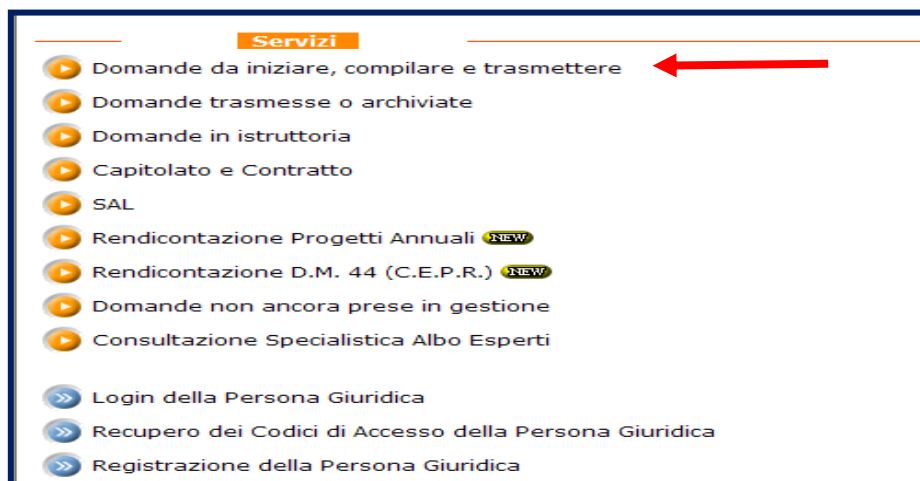 Servizi
Domande da iniziare, compilare e trasmettere
Domande trasmesse o archiviate
Domande in istruttoria
Capitolato e Contratto
SAL
Rendicontazione Progetti Annuali NEW
Rendicontazione D.M. 44 (C.E.P.R.) NEW
Domande non ancora prese in gestione
Consultazione Specialistica Albo Esperti
Login della Persona Giuridica
Recupero dei Codici di Accesso della Persona Giuridica
Registrazione della Persona Giuridica